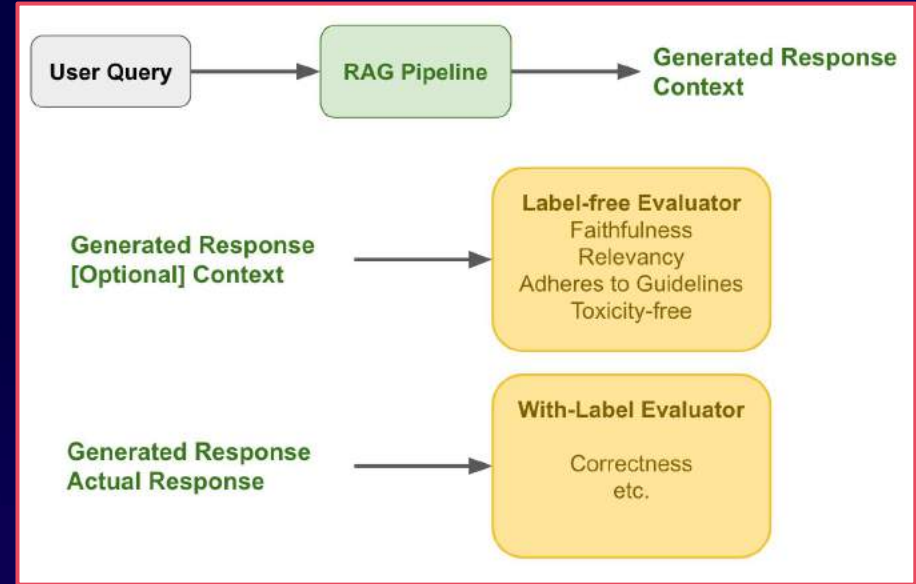 User Query
RAG Pipeline
Generated Response
Context
Generated Response
[Optional] Context
Label-free Evaluator
Faithfulness
Relevancy
Adheres to Guidelines
Toxicity-free
Generated Response
Actual Response
With-Label Evaluator
Correctness
etc.